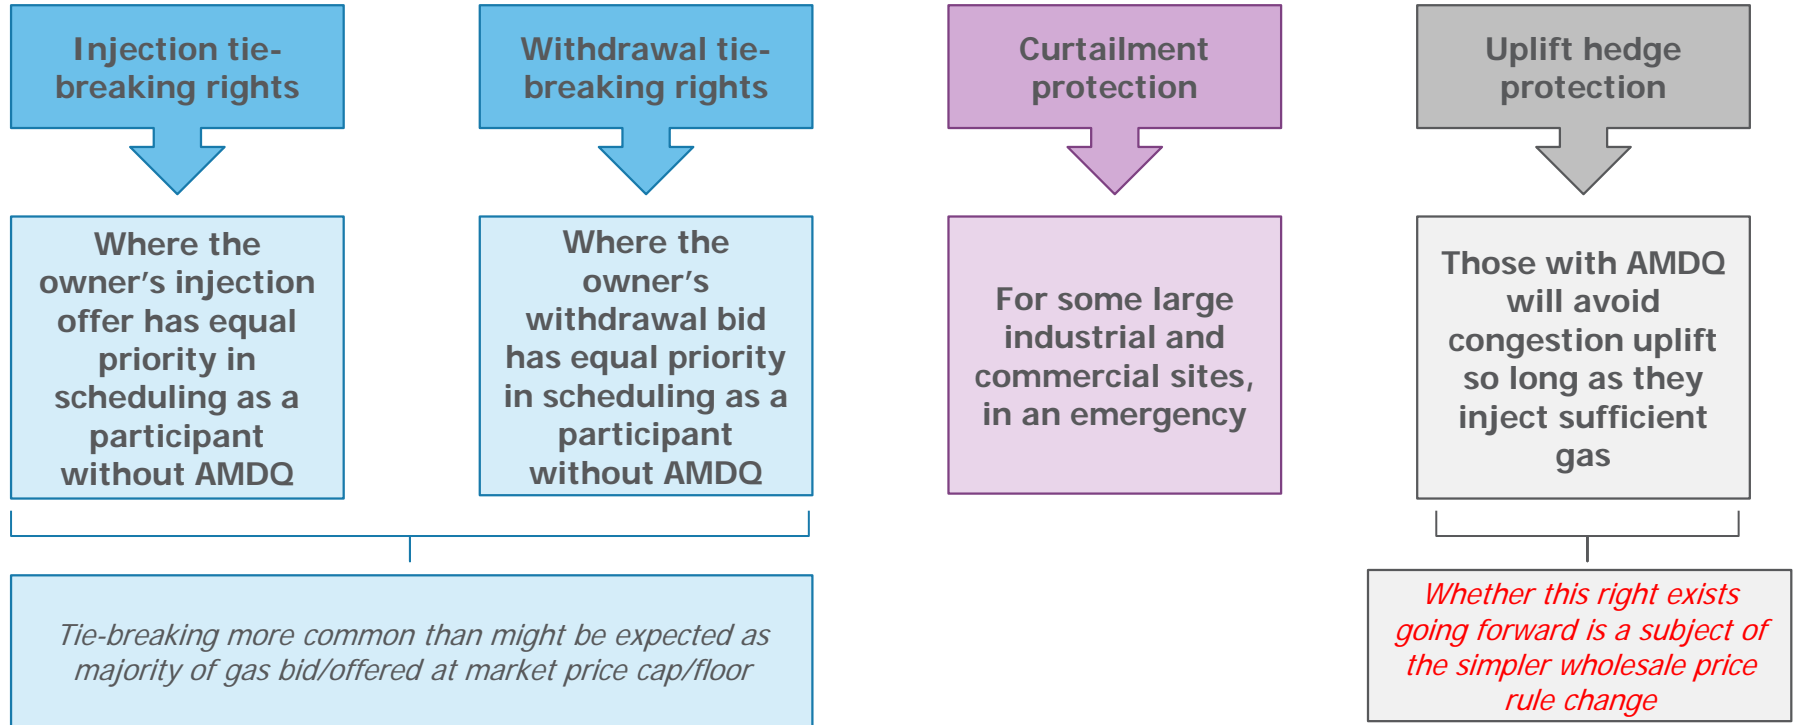 Injection tie-
breaking rights
Where the
owner's injection
offer has equal
priority in
scheduling as a
participant
without AMDQ
Withdrawal tie-
breaking rights
Where the
owner's
withdrawal bid
has equal priority
in scheduling as a
participant
without AMDQ
Tie-breaking more common than might be expected as
majority of gas bid/offered at market price cap/floor
Curtailment
protection
For some large
industrial and
commercial sites,
in an emergency
Uplift hedge
protection
Those with AMDQ
will avoid
congestion uplift
so long as they
inject sufficient
gas
Whether this right exists
going forward is a subject of
the simpler wholesale price
rule change